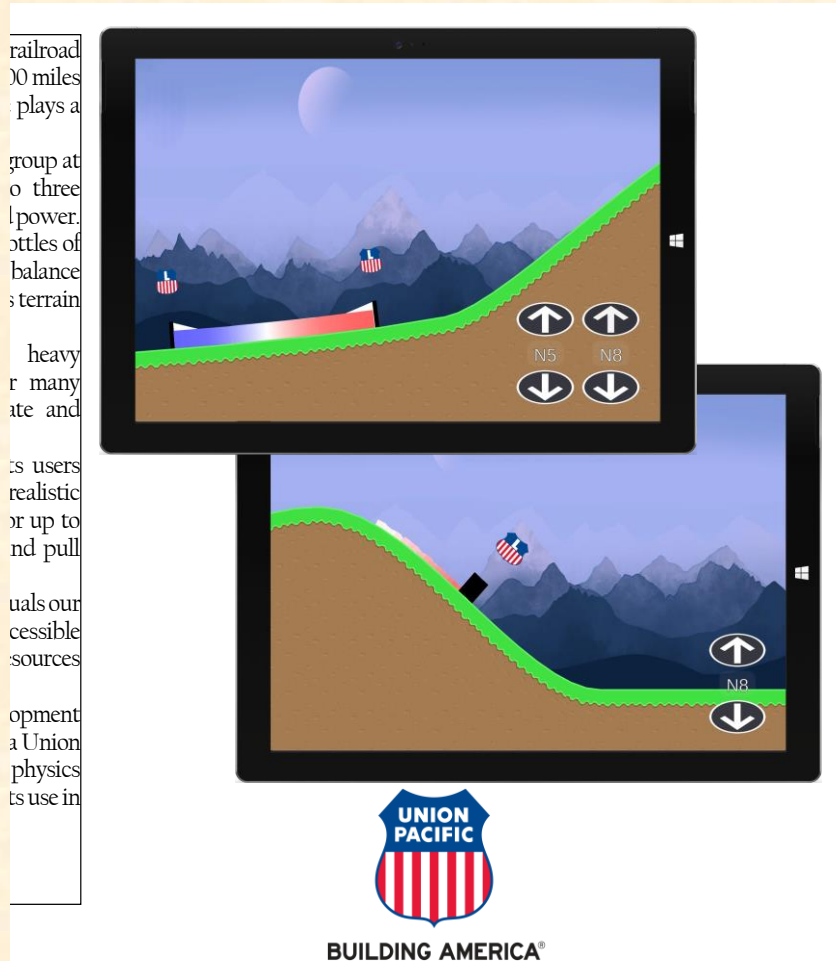 railroad
00 miles
plays a
group at
o three
power.
ottles of
balance
s terrain
heavy
r many
ate and
ts users
realistic
or up to
nd pull
uals our
cessible
esources
opment
a Union
physics
ts use in
L
L
N5 N8
L
N8
UNION
PACIFIC
BUILDING AMERICA®